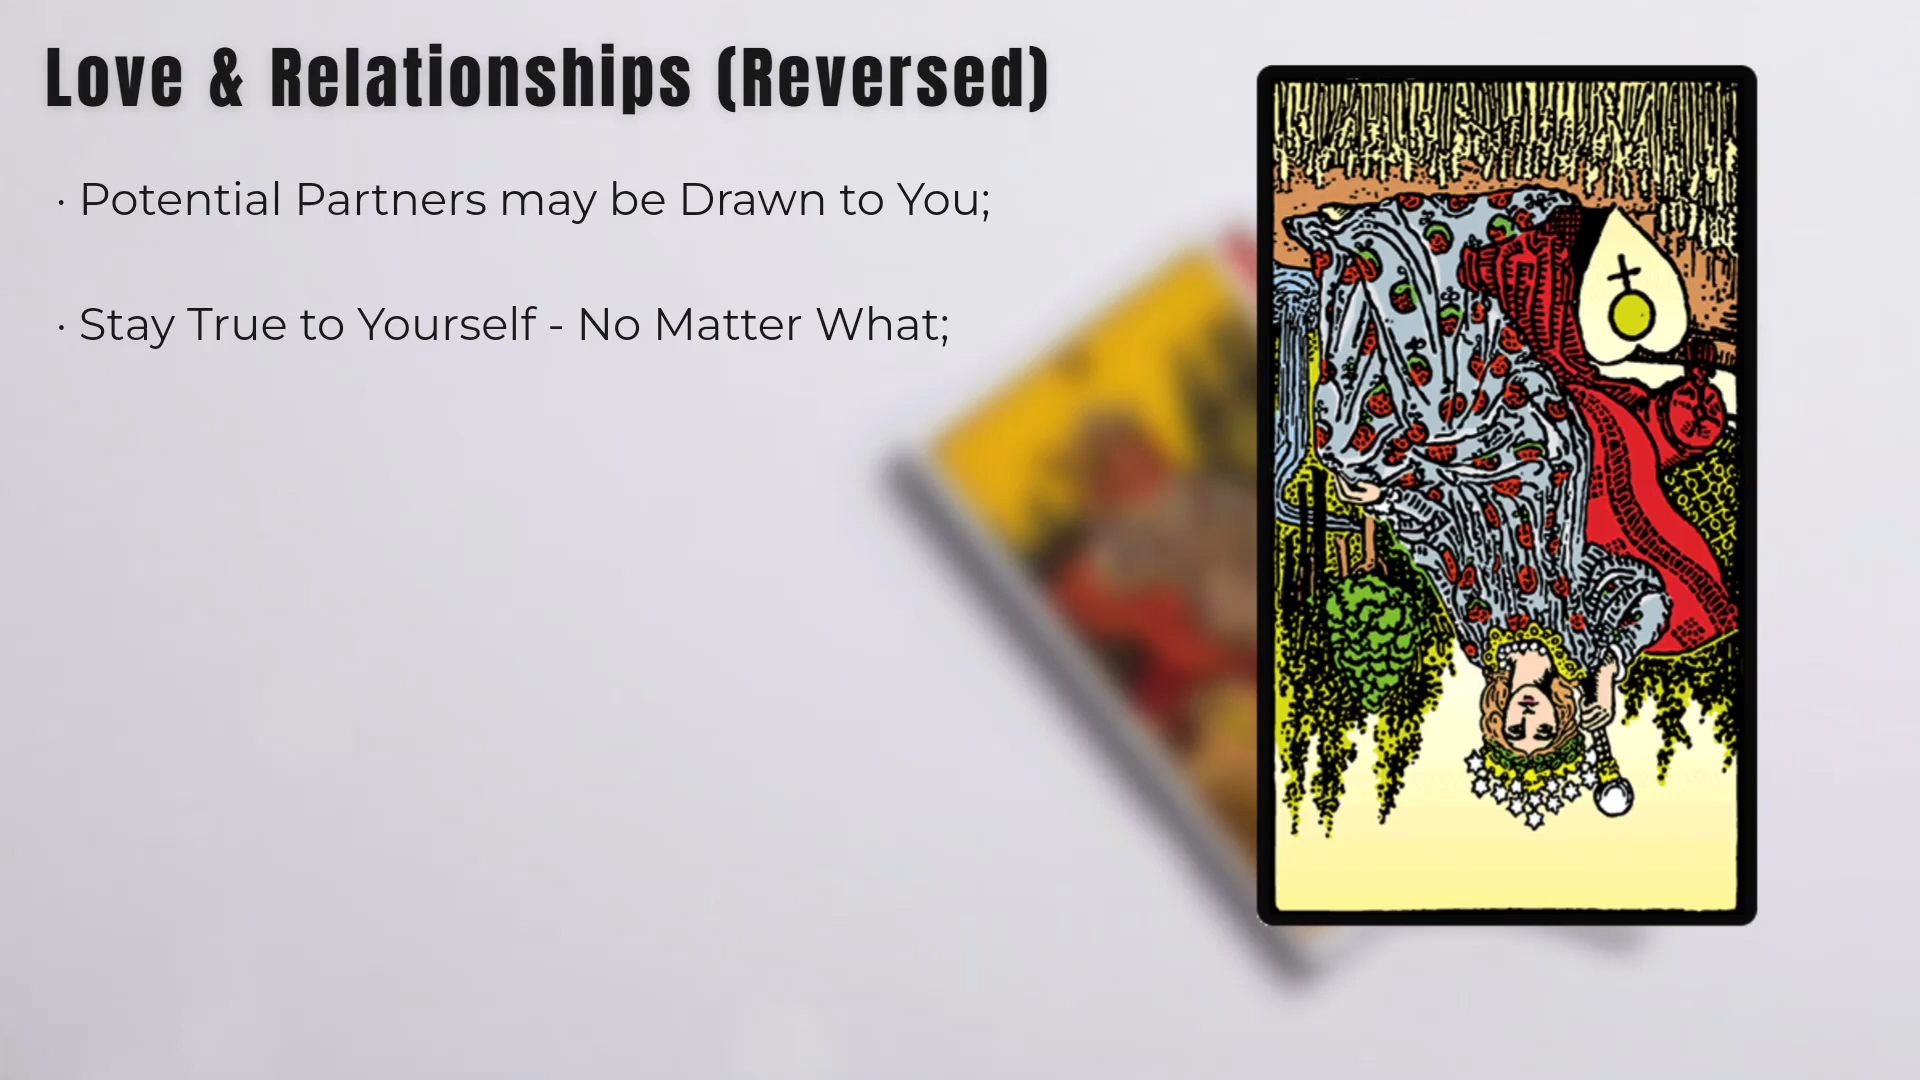 Love & Relationships (Reversed)
· Potential Partners may be Drawn to You;
· Stay True to Yourself - No Matter What;